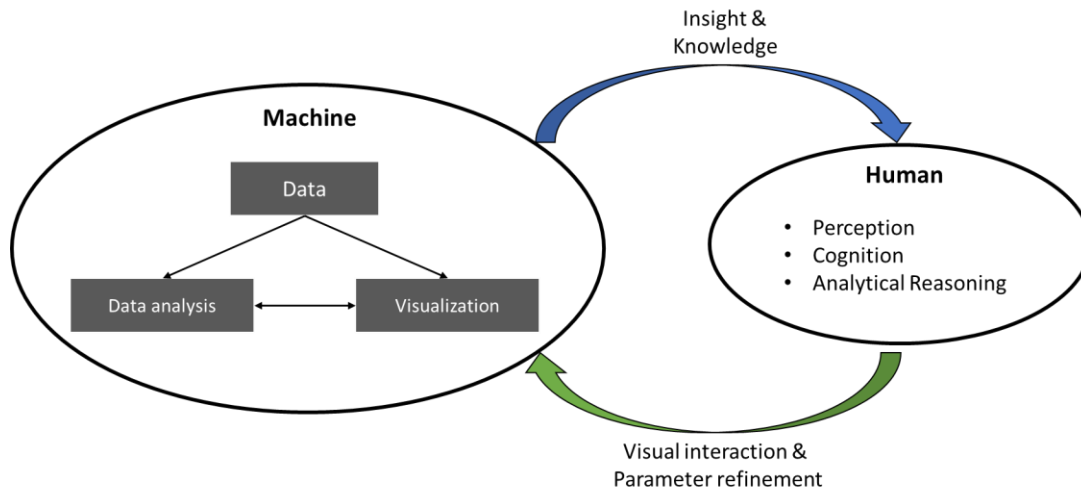 Insight &
Knowledge
Machine
Data
Data analysis
Visualization
Human
• Perception
• Cognition
• Analytical Reasoning
Visual interaction &
Parameter refinement